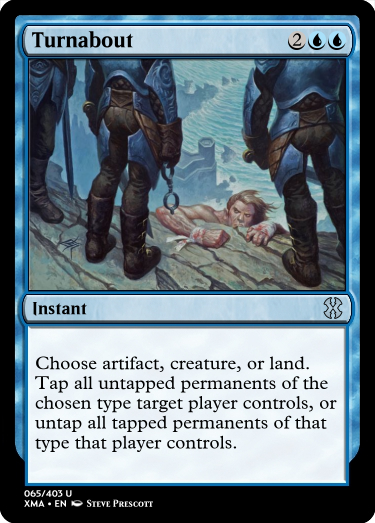 Turnabout 2
Instant
Choose artifact, creature, or land.
Tap all untapped permanents of the
chosen type target player controls, or
untap all tapped permanents of that
type that player controls.
065/403 U
XMA • EN Steve Prescott